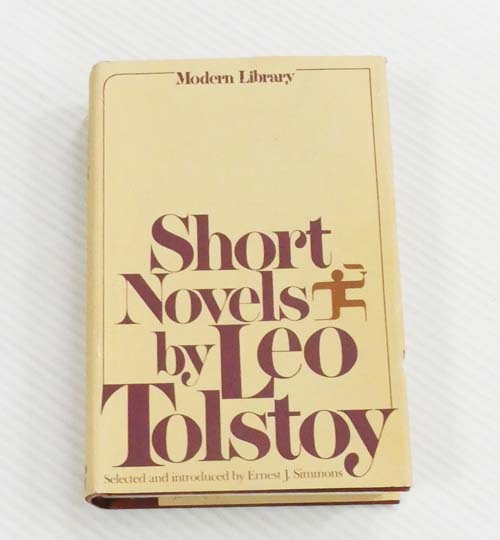 Modern Library
Short
Novels
by Leo
Tolstoy
Selected and introduced by Ernest J. Simmons